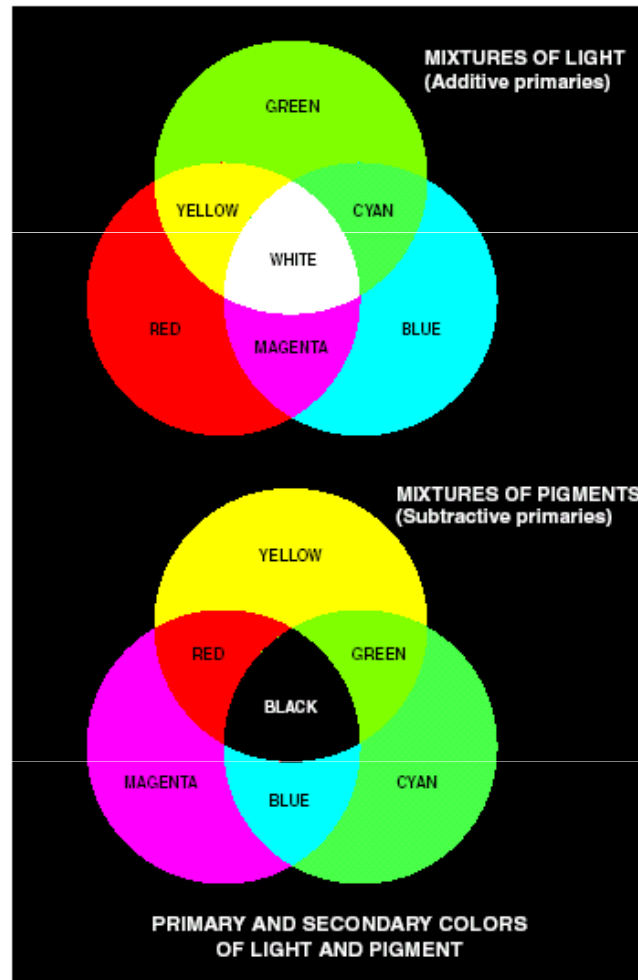 MIXTURES OF LIGHT
(Additive primaries)
GREEN
YELLOW
CYAN
WHITE
RED
BLUE
MAGENTA
MIXTURES OF PIGMENTS
(Subtractive primaries)
YELLOW
RED
GREEN
BLACK
MAGENTA
CYAN
BLUE
PRIMARY AND SECONDARY COLORS
OF LIGHT AND PIGMENT